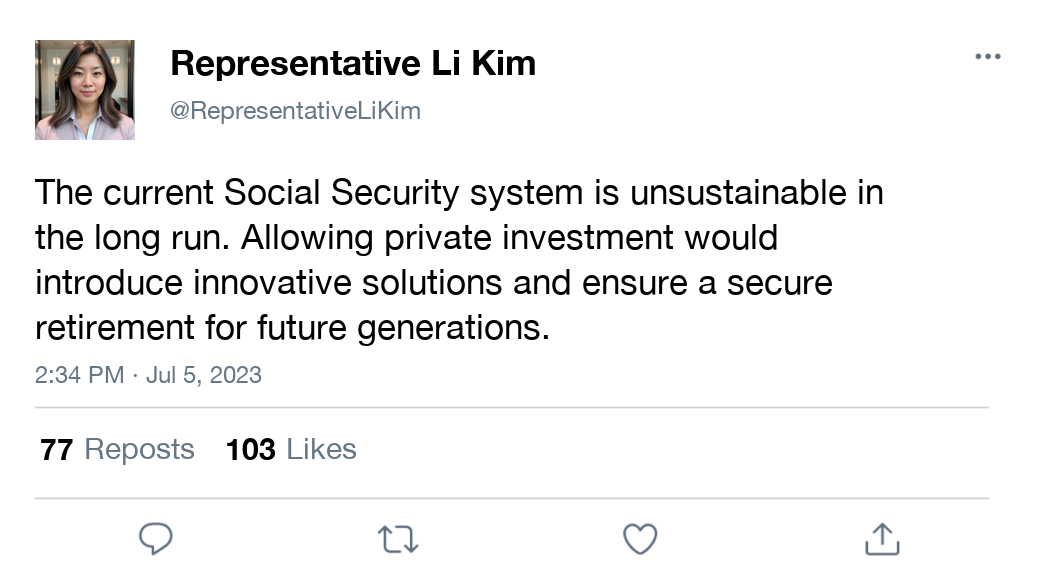 Representative Li Kim
@RepresentativeLiKim
The current Social Security system is unsustainable in
the long run. Allowing private investment would
introduce innovative solutions and ensure a secure
retirement for future generations.
2:34 PM · Jul 5, 2023
77 Reposts 103 Likes